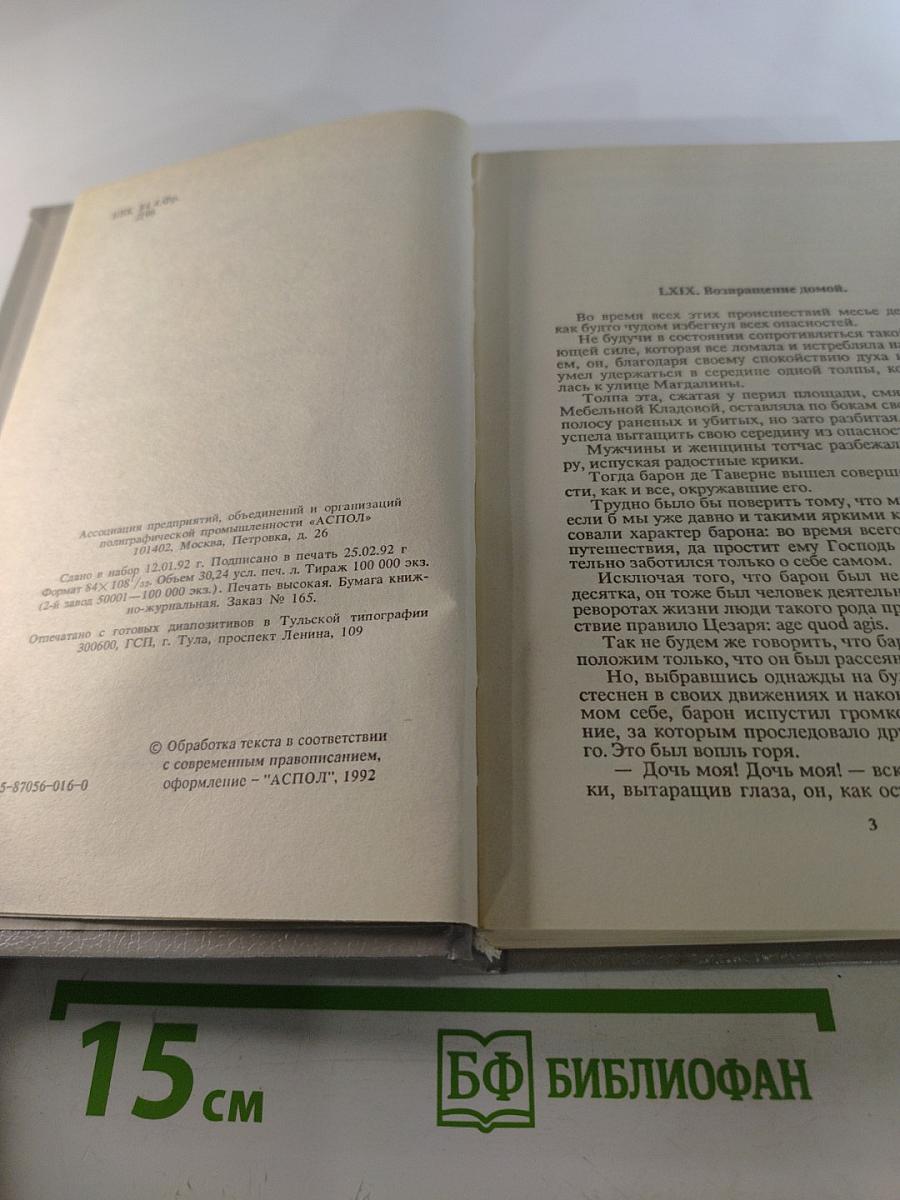 84.4.Фр.
Д96
Ассоциация предприятий, объединений и организаций
полиграфической промышленности «АСПОЛ»
101402, Москва, Петровка, д. 26
Сдано в набор 12.01.92 г. Подписано в печать 25.02.92 г
Формат 84×108 1/32. Объем 30,24 усл. печ. л. Тираж 100 000 экз.
(2-й завод 50001—100 000 экз.). Печать высокая. Бумага книж-
но-журнальная. Заказ № 165.
Отпечатано с готовых диапозитивов в Тульской типографии
300600, ГСП, г. Тула, проспект Ленина, 109
© Обработка текста в соответствии
с современным правописанием,
оформление – "АСПОЛ", 1992
5-87056-016-0
LXIX. Возвращение домой.
Во время всех этих происшествий месье де
как будто чудом избегнул всех опасностей.
Не будучи в состоянии сопротивляться тако
ющей силе, которая все ломала и истребляла на
ем, он, благодаря своему спокойствию духа и
умел удержаться в середине одной толпы, ко
лась к улице Магдалины.
Толпа эта, сжатая у перил площади, смя
Мебельной Кладовой, оставляла по бокам сво
полосу раненых и убитых, но зато разбитая
успела вытащить свою середину из опасност
Мужчины и женщины тотчас разбежал
ру, испуская радостные крики.
Тогда барон де Таверне вышел соверше
сти, как и все, окружавшие его.
Трудно было бы поверить тому, что м
если б мы уже давно и такими яркими к
совали характер барона: во время всего
путешествия, да простит ему Господь
тельно заботился только о себе самом.
Исключая того, что барон был не
десятка, он тоже был человек деятельн
реворотах жизни люди такого рода пр
ствие правило Цезаря: age quod agis.
Так не будем же говорить, что бар
положим только, что он был рассеян
Но, выбравшись однажды на бу
стеснен в своих движениях и након
мом себе, барон испустил громко
ние, за которым проследовало др
го. Это был вопль горя.
— Дочь моя! Дочь моя! — вск
ки, вытаращив глаза, он, как ос
3
15 см
БФ БИБЛИОФАН